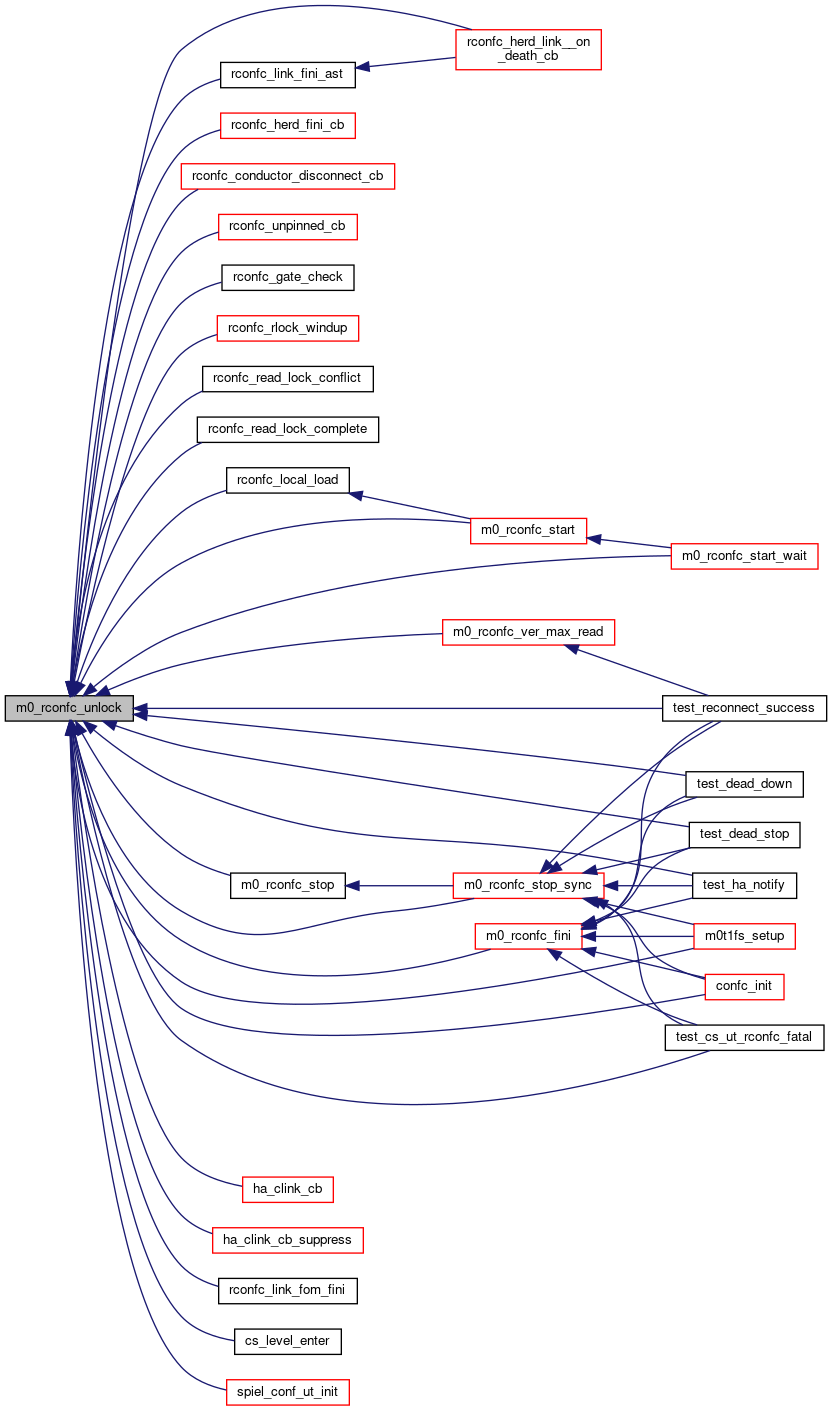 rconfc_herd_link__on
_death_cb
rconfc_link_fini_ast
rconfc_herd_fini_cb
rconfc_conductor_disconnect_cb
rconfc_unpinned_cb
rconfc_gate_check
rconfc_rlock_windup
rconfc_read_lock_conflict
rconfc_read_lock_complete
rconfc_local_load
m0_rconfc_start
m0_rconfc_start_wait
m0_rconfc_ver_max_read
m0_rconfc_unlock
test_reconnect_success
test_dead_down
test_dead_stop
m0_rconfc_stop
m0_rconfc_stop_sync
test_ha_notify
m0_rconfc_fini
m0t1fs_setup
confc_init
test_cs_ut_rconfc_fatal
ha_clink_cb
ha_clink_cb_suppress
rconfc_link_fom_fini
cs_level_enter
spiel_conf_ut_init